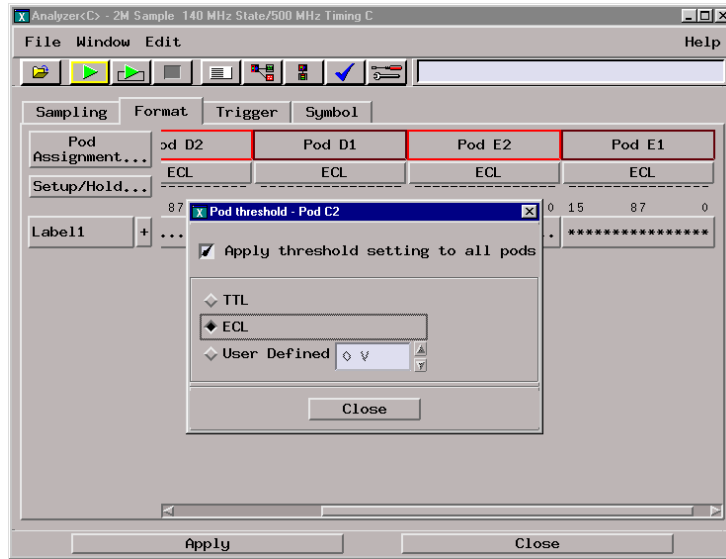 Analyzer<C> - 2M Sample 140 MHz State/500 MHz Timing C
File Window Edit Help
Sampling Format Trigger Symbol
Pod Assignment...
od D2 Pod D1 Pod E2 Pod E1
ECL ECL ECL ECL
Setup/Hold...
87 0 15 87 0
Label1 + ... .. ****************
Pod threshold - Pod C2
Apply threshold setting to all pods
TTL
ECL
User Defined 0 V
Close
Apply Close